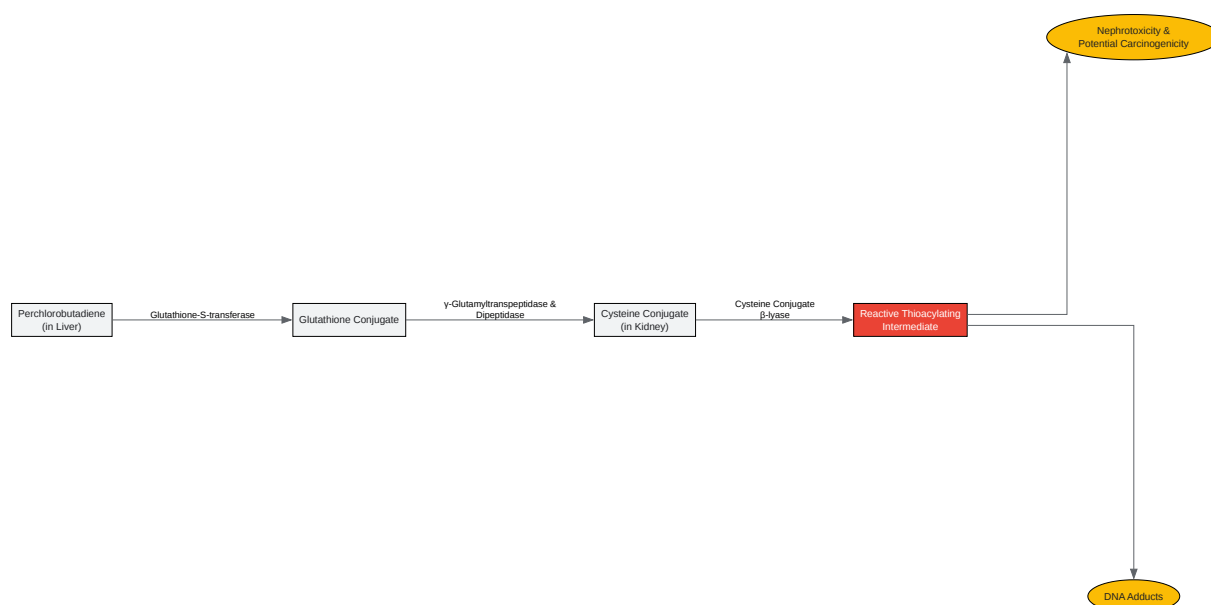 Nephrotoxicity &
Potential Carcinogenicity
Perchlorobutadiene
(in Liver)
Glutathione-S-transferase
Glutathione Conjugate
γ-Glutamyltranspeptidase &
Dipeptidase
Cysteine Conjugate
(in Kidney)
Cysteine Conjugate
β-lyase
Reactive Thioacylating
Intermediate
DNA Adducts